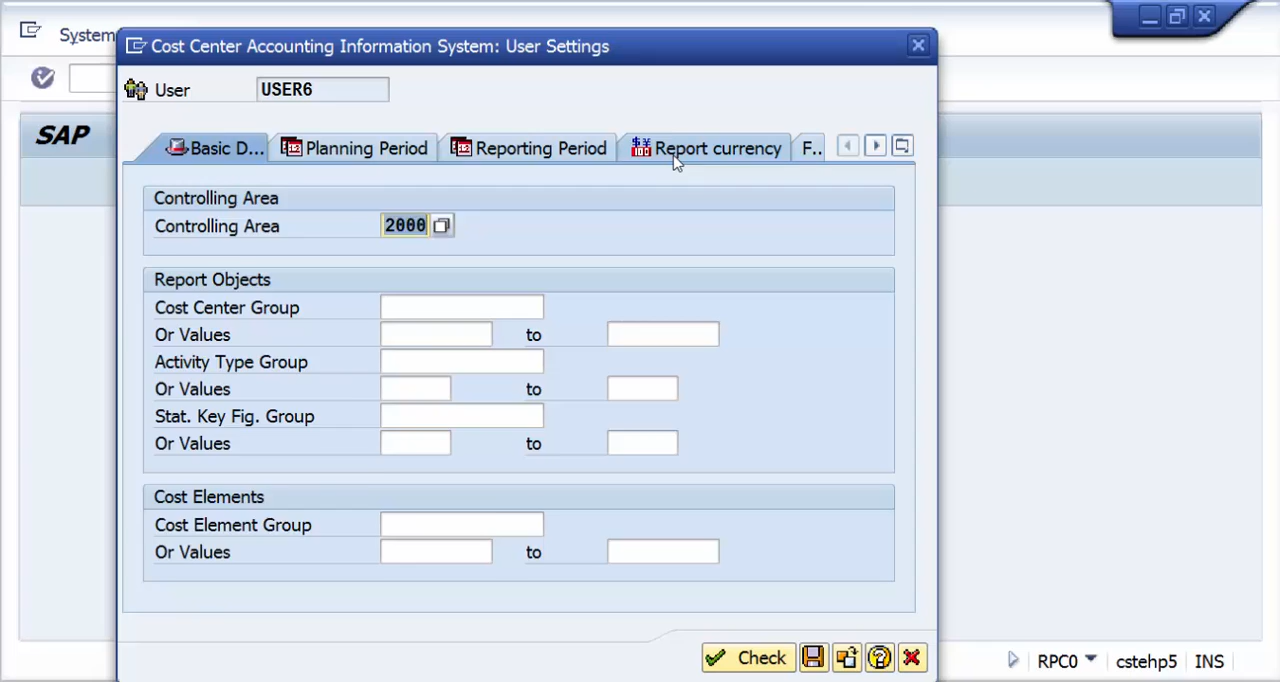 System
Cost Center Accounting Information System: User Settings
User USER6
SAP
Basic D... Planning Period Reporting Period Report currency F..
Controlling Area
Controlling Area 2000
Report Objects
Cost Center Group
Or Values to
Activity Type Group
Or Values to
Stat. Key Fig. Group
Or Values to
Cost Elements
Cost Element Group
Or Values to
Check
RPC0 cstehp5 INS